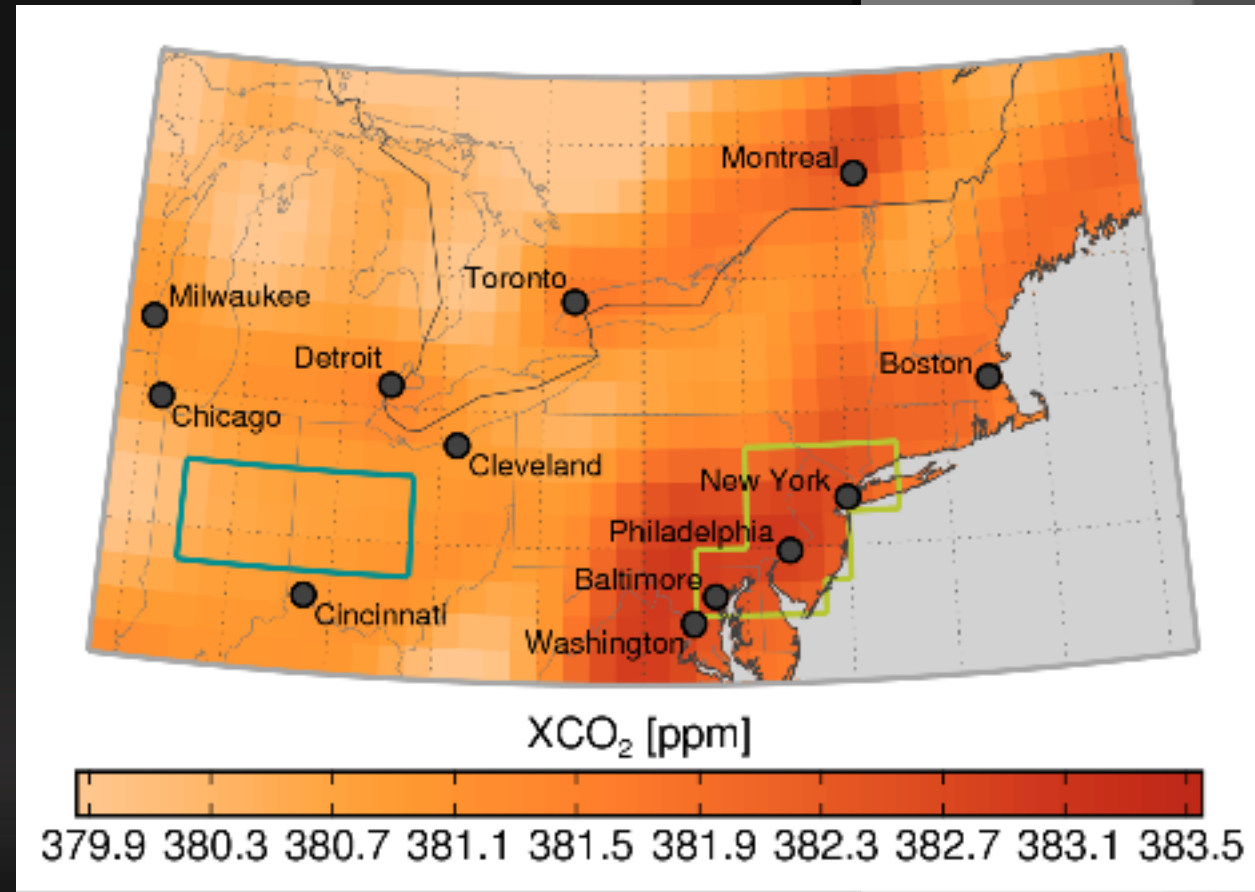 Montreal
Toronto
Milwaukee
Detroit
Boston
Chicago
Cleveland
New York
Philadelphia
Baltimore
Cincinnati
Washington
XCO₂ [ppm]
379.9 380.3 380.7 381.1 381.5 381.9 382.3 382.7 383.1 383.5